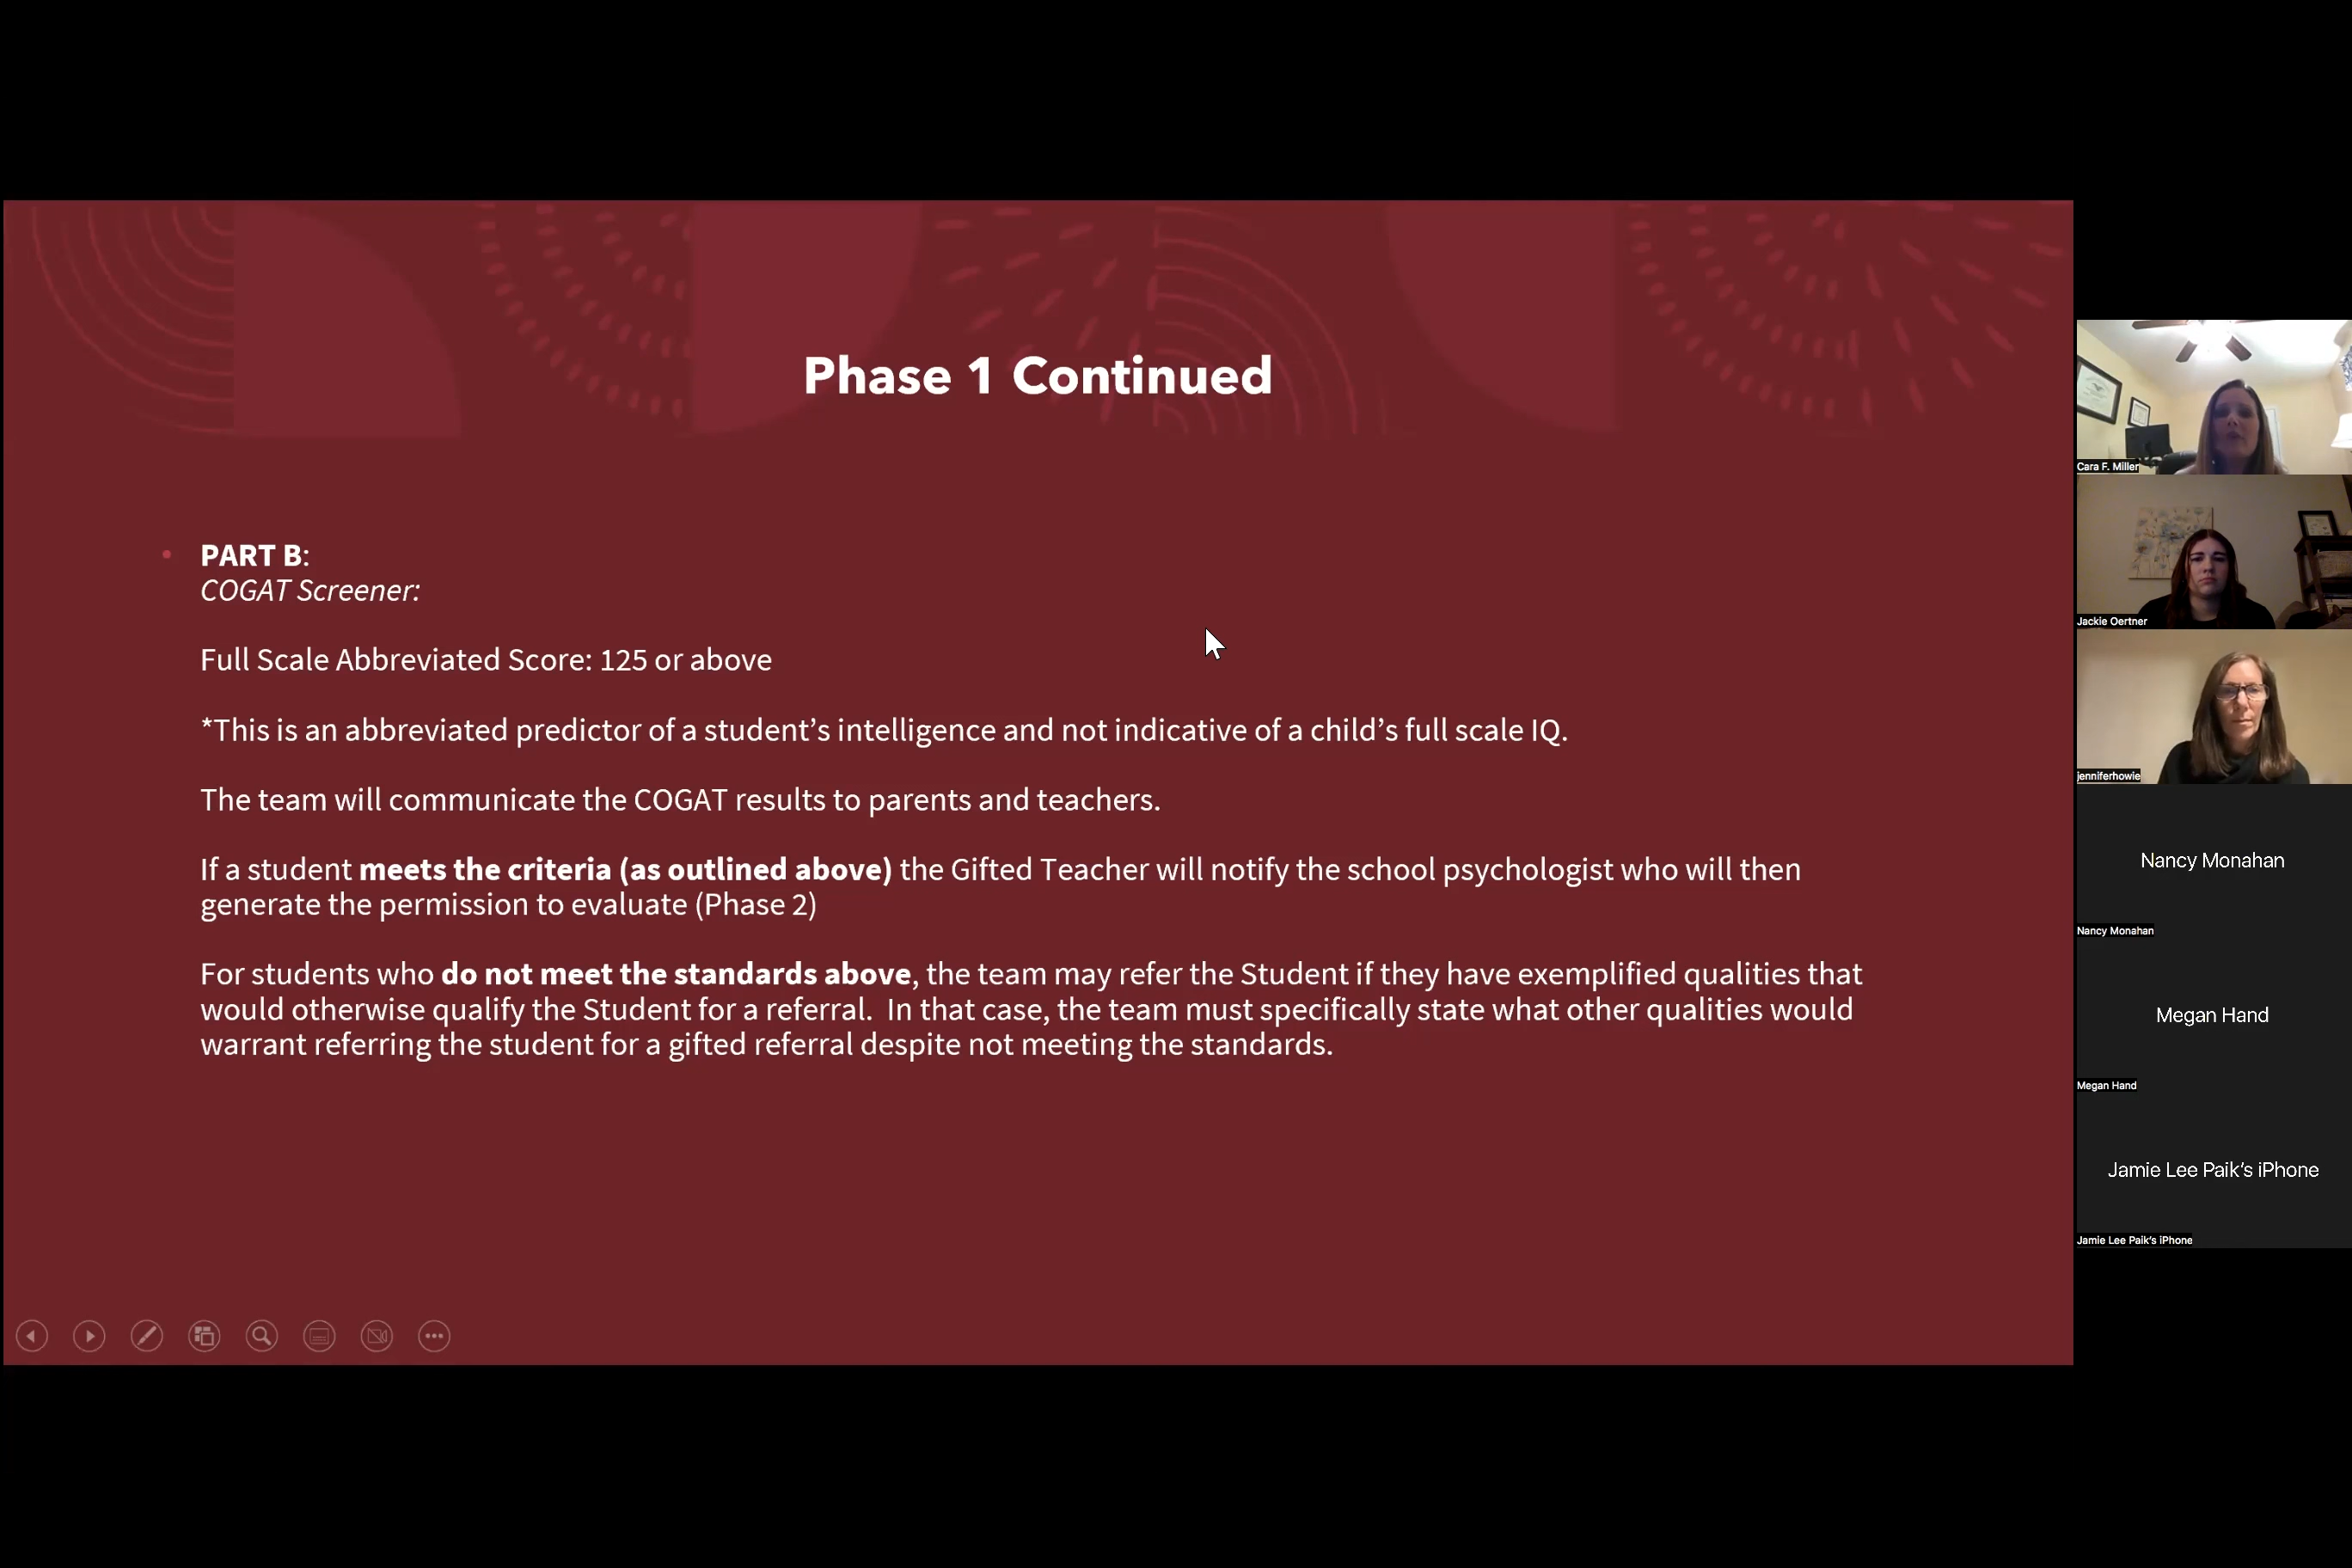 Phase 1 Continued
• PART B:
COGAT Screener:
Full Scale Abbreviated Score: 125 or above
*This is an abbreviated predictor of a student’s intelligence and not indicative of a child’s full scale IQ.
The team will communicate the COGAT results to parents and teachers.
If a student meets the criteria (as outlined above) the Gifted Teacher will notify the school psychologist who will then
generate the permission to evaluate (Phase 2)
For students who do not meet the standards above, the team may refer the Student if they have exemplified qualities that
would otherwise qualify the Student for a referral.  In that case, the team must specifically state what other qualities would
warrant referring the student for a gifted referral despite not meeting the standards.
Cara F. Miller
Jackie Oertner
jenniferhowie
Nancy Monahan
Nancy Monahan
Megan Hand
Megan Hand
Jamie Lee Paik’s iPhone
Jamie Lee Paik’s iPhone